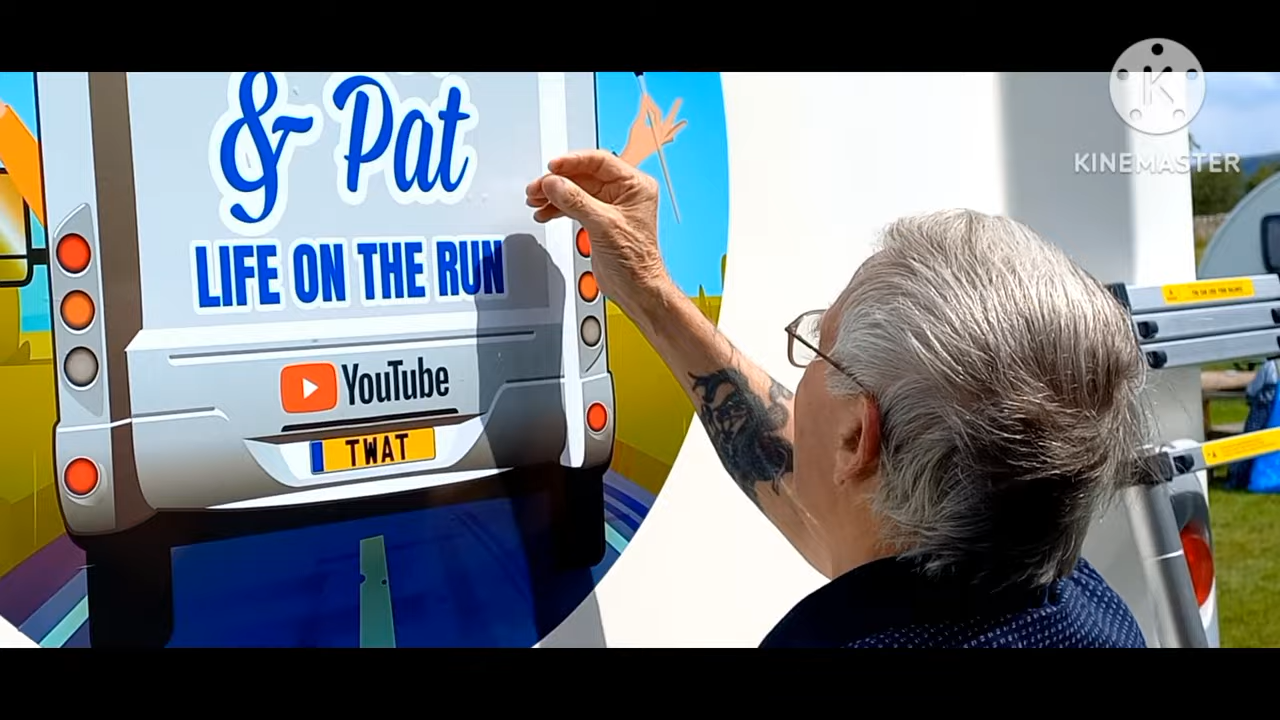 & Pat
LIFE ON THE RUN
YouTube
TWAT
K
KINEMASTER